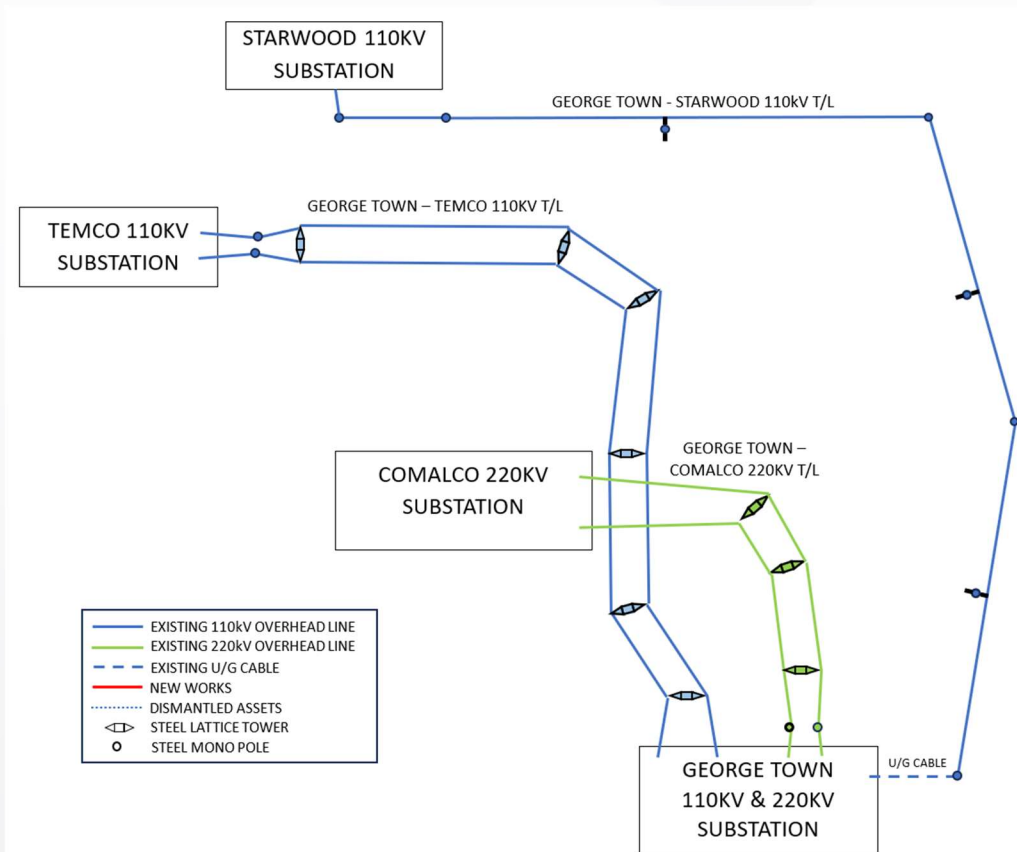 STARWOOD 110KV
SUBSTATION
GEORGE TOWN - STARWOOD 110kV T/L
GEORGE TOWN – TEMCO 110KV T/L
TEMCO 110KV
SUBSTATION
GEORGE TOWN –
COMALCO 220KV T/L
COMALCO 220KV
SUBSTATION
EXISTING 110kV OVERHEAD LINE
EXISTING 220kV OVERHEAD LINE
EXISTING U/G CABLE
NEW WORKS
DISMANTLED ASSETS
STEEL LATTICE TOWER
STEEL MONO POLE
U/G CABLE
GEORGE TOWN
110KV & 220KV
SUBSTATION